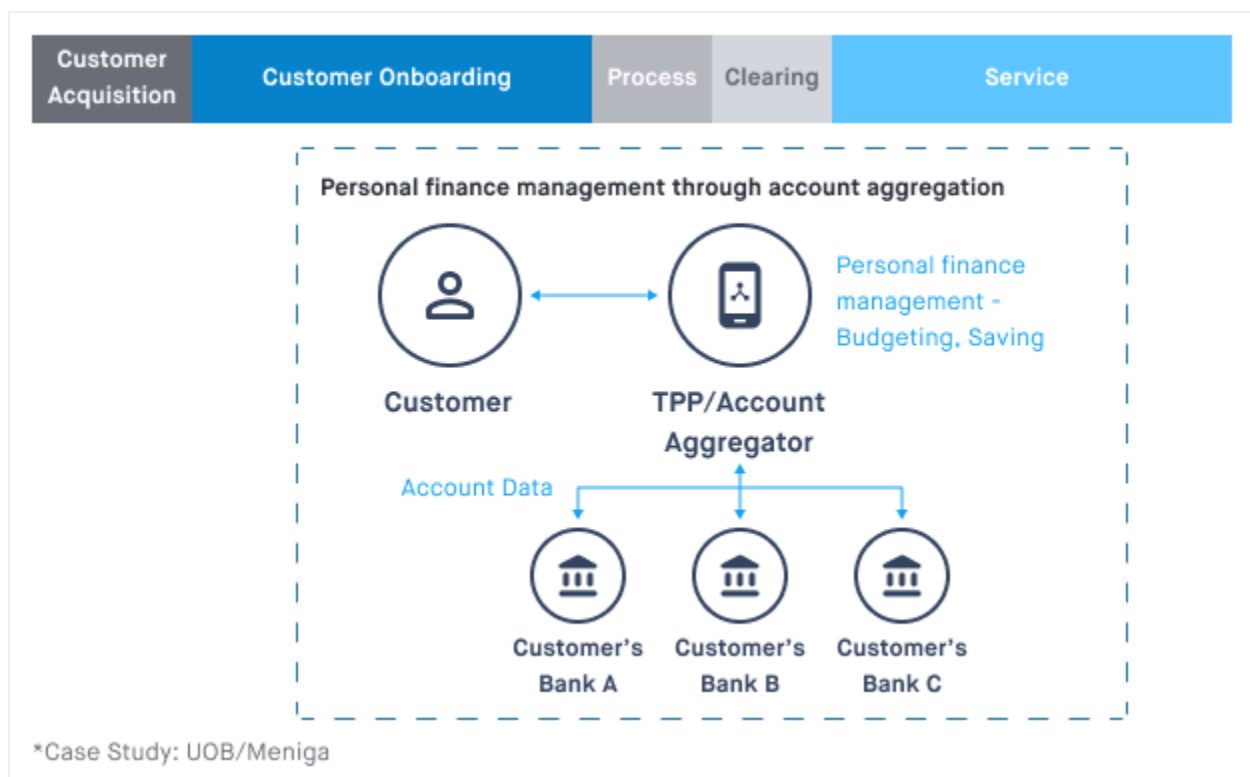 Customer
Acquisition
Customer Onboarding
Process
Clearing
Service
Personal finance management through account aggregation
Personal finance
management -
Budgeting, Saving
Customer
TPP/Account
Aggregator
Account Data
Customer's
Bank A
Customer's
Bank B
Customer's
Bank C
*Case Study: UOB/Meniga